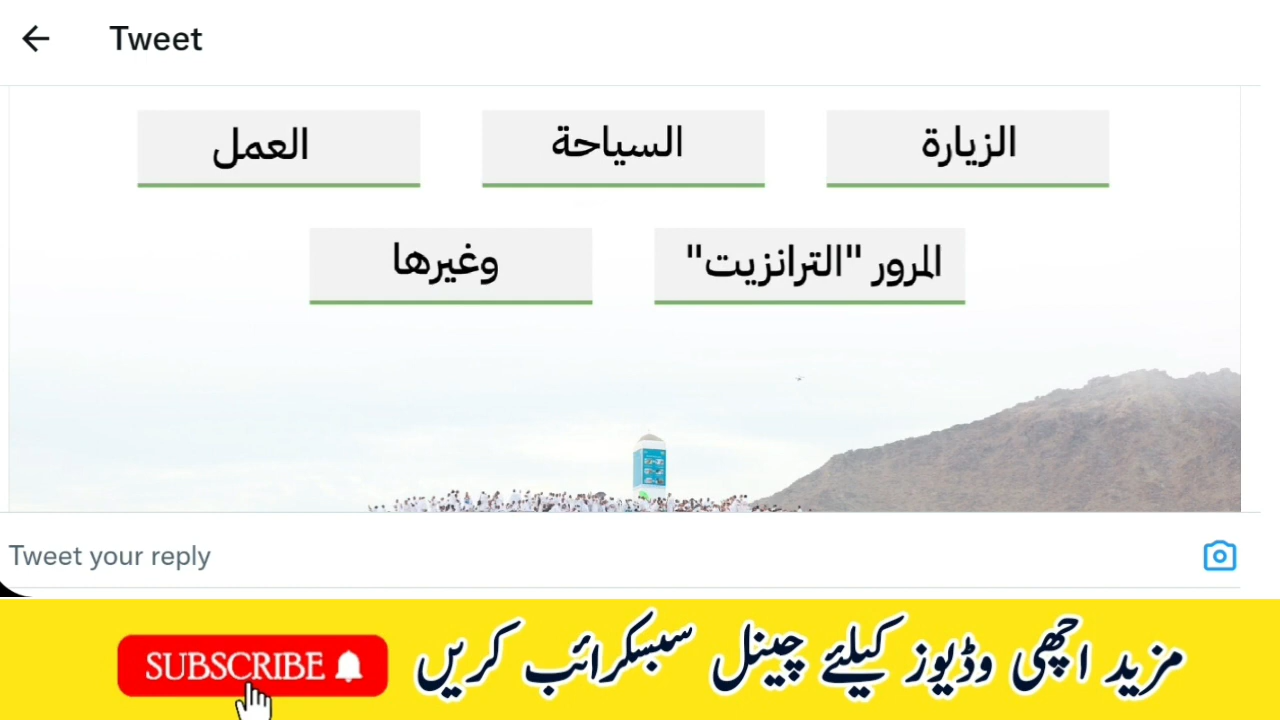 Tweet
الزيارة السياحة العمل
المرور "الترانزيت" وغيرها
Tweet your reply
مزید اچھی وڈیوز کیلئے چینل سبسکرائب کریں
SUBSCRIBE